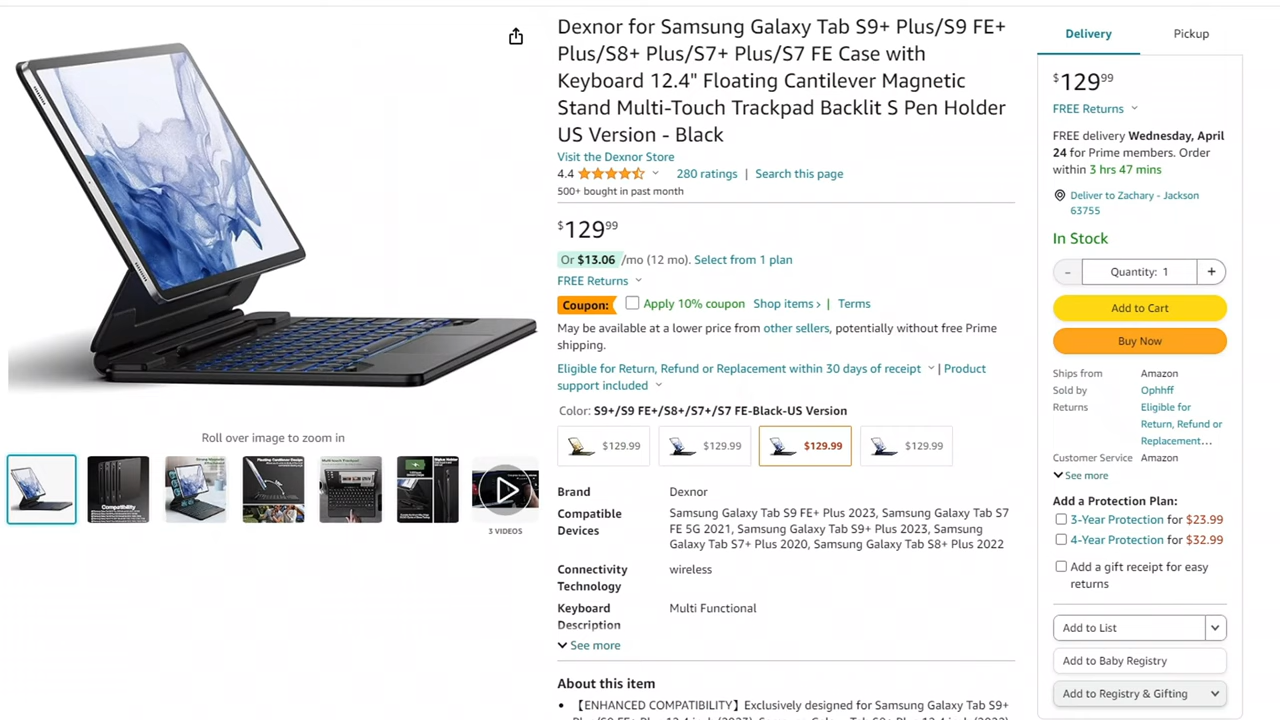 Dexnor for Samsung Galaxy Tab S9+ Plus/S9 FE+
Plus/S8+ Plus/S7+ Plus/S7 FE Case with
Keyboard 12.4" Floating Cantilever Magnetic
Stand Multi-Touch Trackpad Backlit S Pen Holder
US Version - Black
Visit the Dexnor Store
4.4 280 ratings | Search this page
500+ bought in past month
$129 99
Or $13.06 /mo (12 mo). Select from 1 plan
FREE Returns
Coupon: Apply 10% coupon Shop items › | Terms
May be available at a lower price from other sellers, potentially without free Prime
shipping.
Eligible for Return, Refund or Replacement within 30 days of receipt | Product
support included
Color: S9+/S9 FE+/S8+/S7+/S7 FE-Black-US Version
$129.99 $129.99 $129.99 $129.99
Brand Dexnor
Compatible Devices
Samsung Galaxy Tab S9 FE+ Plus 2023, Samsung Galaxy Tab S7
FE 5G 2021, Samsung Galaxy Tab S9+ Plus 2023, Samsung
Galaxy Tab S7+ Plus 2020, Samsung Galaxy Tab S8+ Plus 2022
Connectivity
Technology
wireless
Keyboard
Description
Multi Functional
See more
About this item
• 【ENHANCED COMPATIBILITY】Exclusively designed for Samsung Galaxy Tab S9+
Roll over image to zoom in
Compatibility
3 VIDEOS
Delivery Pickup
$129 99
FREE Returns
FREE delivery Wednesday, April
24 for Prime members. Order
within 3 hrs 47 mins
Deliver to Zachary - Jackson
63755
In Stock
- Quantity: 1 +
Add to Cart
Buy Now
Ships from Amazon
Sold by Ophhff
Returns Eligible for
Return, Refund or
Replacement...
Customer Service Amazon
See more
Add a Protection Plan:
3-Year Protection for $23.99
4-Year Protection for $32.99
Add a gift receipt for easy
returns
Add to List
Add to Baby Registry
Add to Registry & Gifting